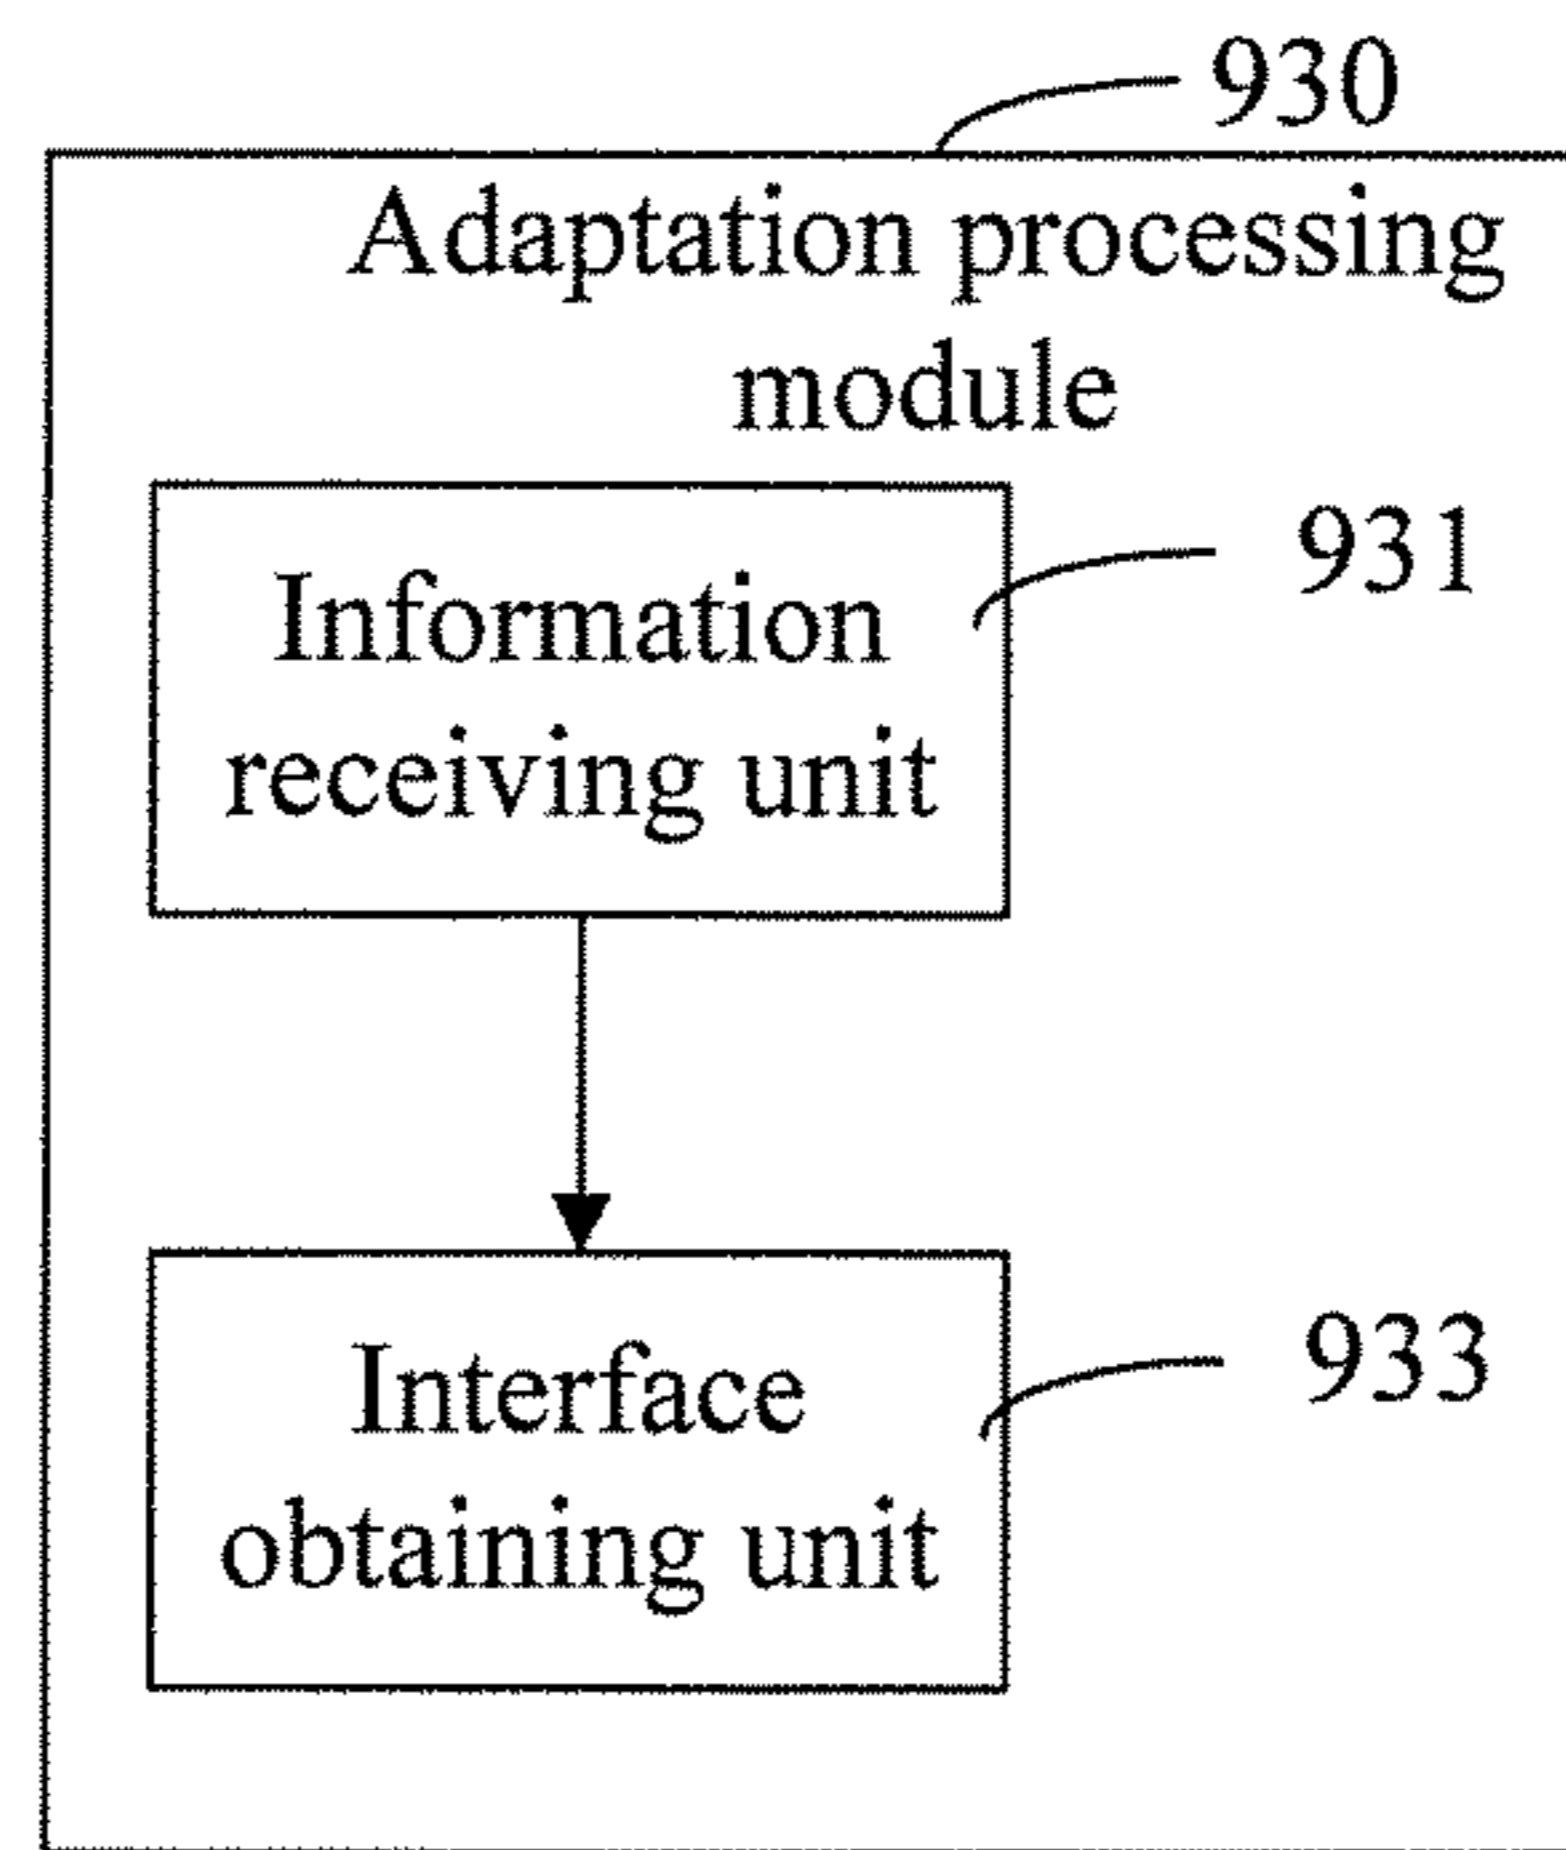 930
Adaptation processing
module
931
Information
receiving unit
933
Interface
obtaining unit